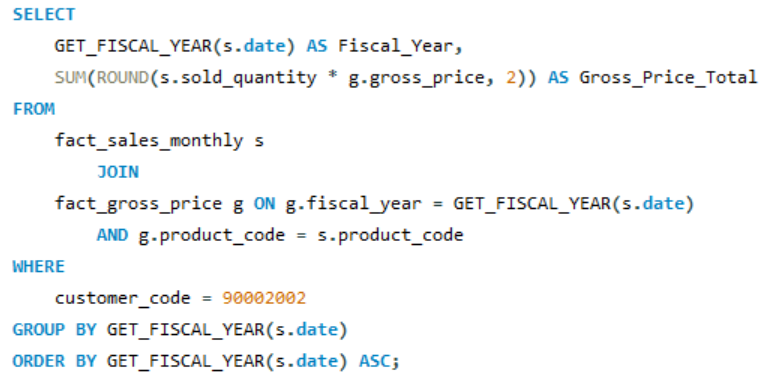 SELECT
GET_FISCAL_YEAR(s.date) AS Fiscal_Year,
SUM(ROUND(s.sold_quantity * g.gross_price, 2)) AS Gross_Price_Total
FROM
fact_sales_monthly s
JOIN
fact_gross_price g ON g.fiscal_year = GET_FISCAL_YEAR(s.date)
AND g.product_code = s.product_code
WHERE
customer_code = 90002002
GROUP BY GET_FISCAL_YEAR(s.date)
ORDER BY GET_FISCAL_YEAR(s.date) ASC;